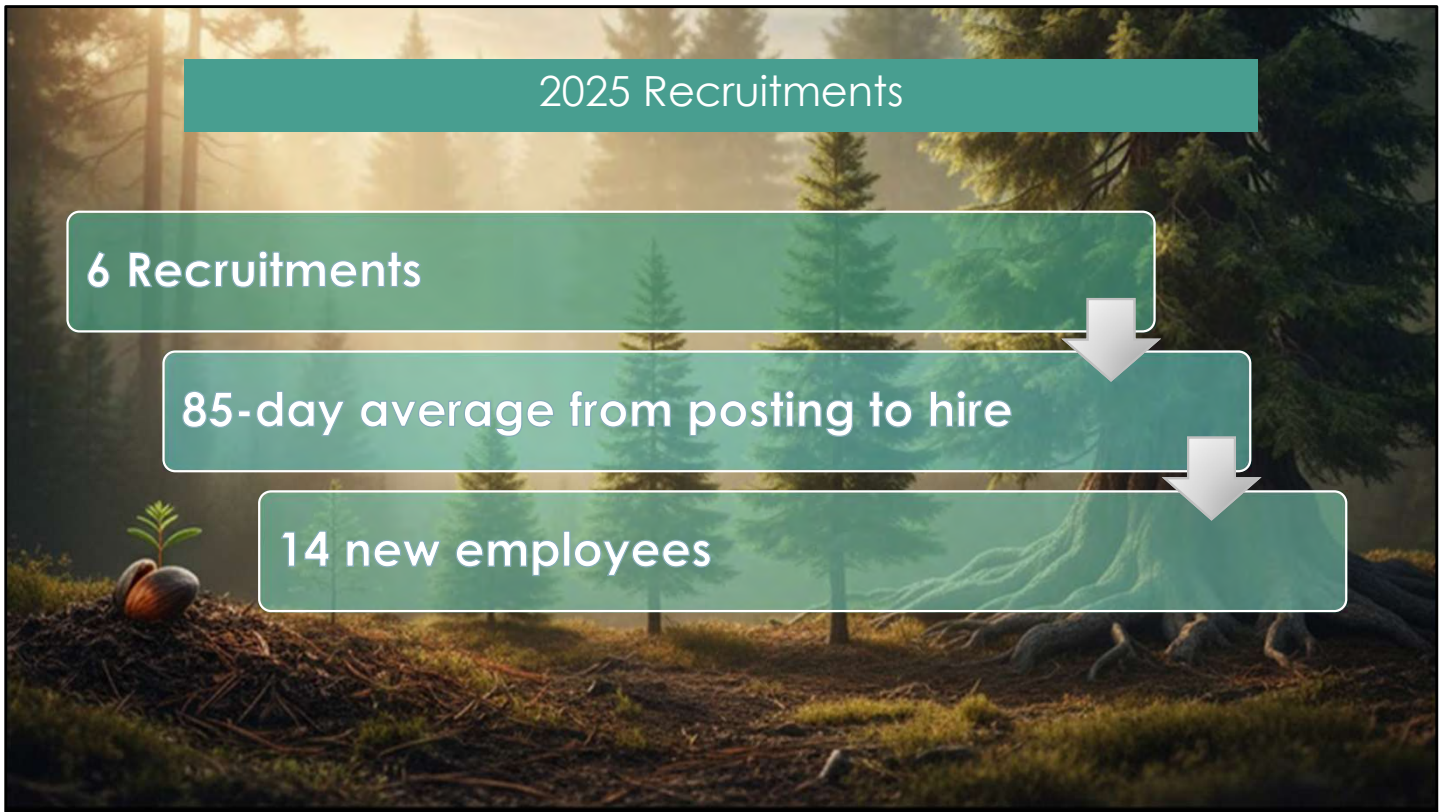 2025 Recruitments
6 Recruitments
85-day average from posting to hire
14 new employees